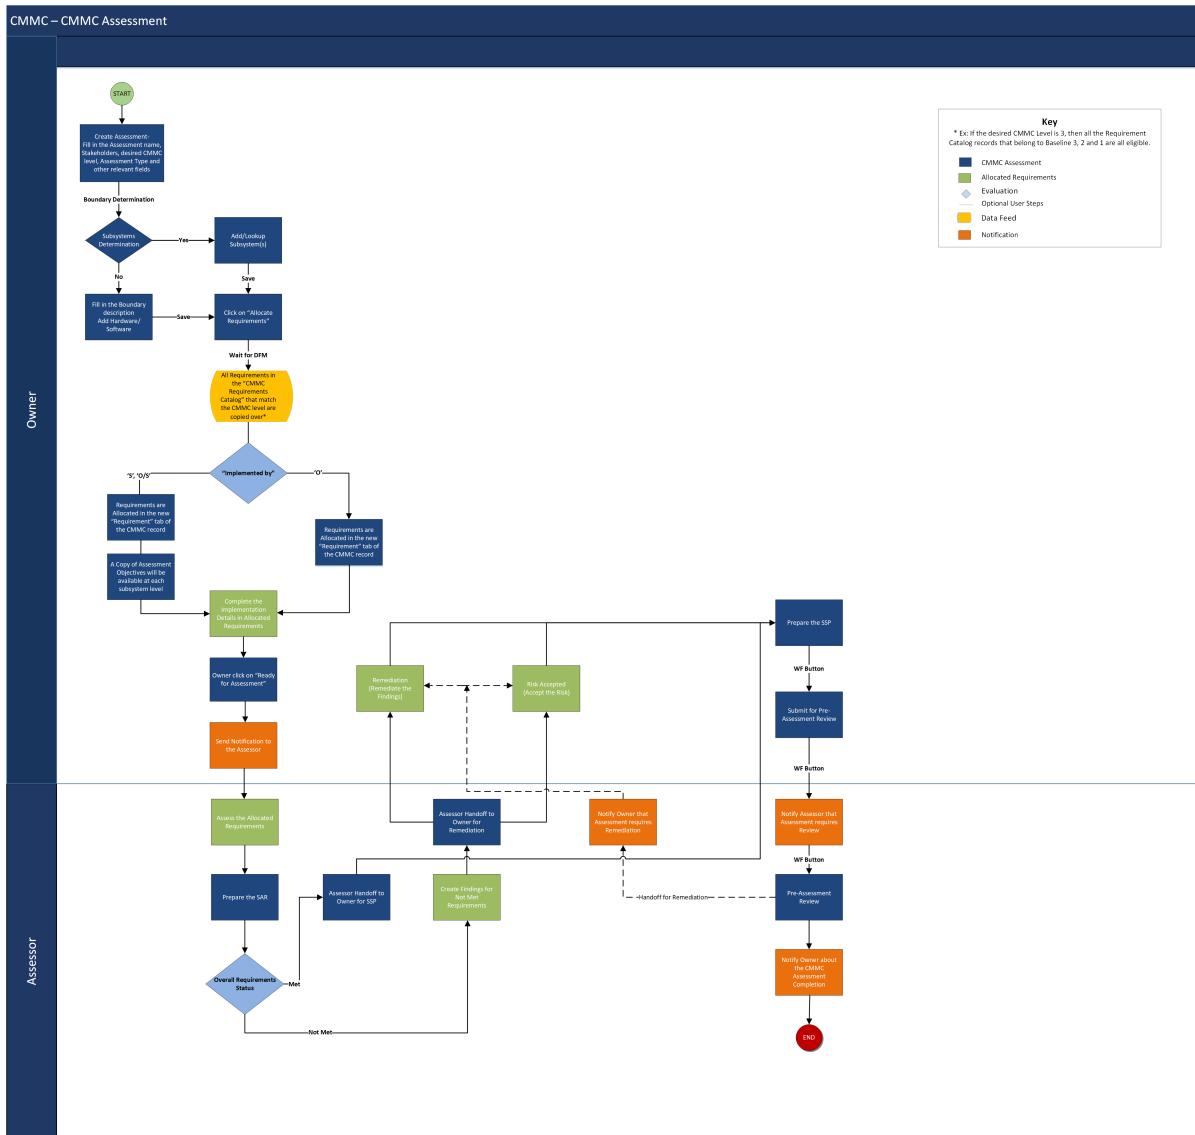 CMMC – CMMC Assessment
START
Create Assessment-
Fill in the Assessment name,
Stakeholders, desired CMMC
level, Assessment Type and
other relevant fields
Boundary Determination
Subsystems
Determination
Yes
Add/Lookup
Subsystem(s)
No
Save
Fill in the Boundary
description
Add Hardware/
Software
Save
Click on "Allocate
Requirements"
Wait for DFM
All Requirements in
the "CMMC
Requirements
Catalog" that match
the CMMC level are
copied over*
"Implemented by"
'S', 'O/S'
'O'
Requirements are
Allocated in the new
"Requirement" tab of
the CMMC record
Requirements are
Allocated in the new
"Requirement" tab of
the CMMC record
A Copy of Assessment
Objectives will be
available at each
subsystem level
Complete the
Implementation
Details in Allocated
Requirements
Owner click on "Ready
for Assessment"
Send Notification to
the Assessor
Owner
Key
* Ex: If the desired CMMC Level is 3, then all the Requirement
Catalog records that belong to Baseline 3, 2 and 1 are all eligible.
CMMC Assessment
Allocated Requirements
Evaluation
Optional User Steps
Data Feed
Notification
Remediation
(Remediate the
Findings)
Risk Accepted
(Accept the Risk)
Prepare the SSP
WF Button
Submit for Pre-
Assessment Review
WF Button
Assessor
Assess the Allocated
Requirements
Prepare the SAR
Overall Requirements
Status
Met
Not Met
Assessor Handoff to
Owner for SSP
Assessor Handoff to
Owner for
Remediation
Create Findings for
Not Met
Requirements
Notify Owner that
Assessment requires
Remediation
Handoff for Remediation
Notify Assessor that
Assessment requires
Review
WF Button
Pre-Assessment
Review
Notify Owner about
the CMMC
Assessment
Completion
END